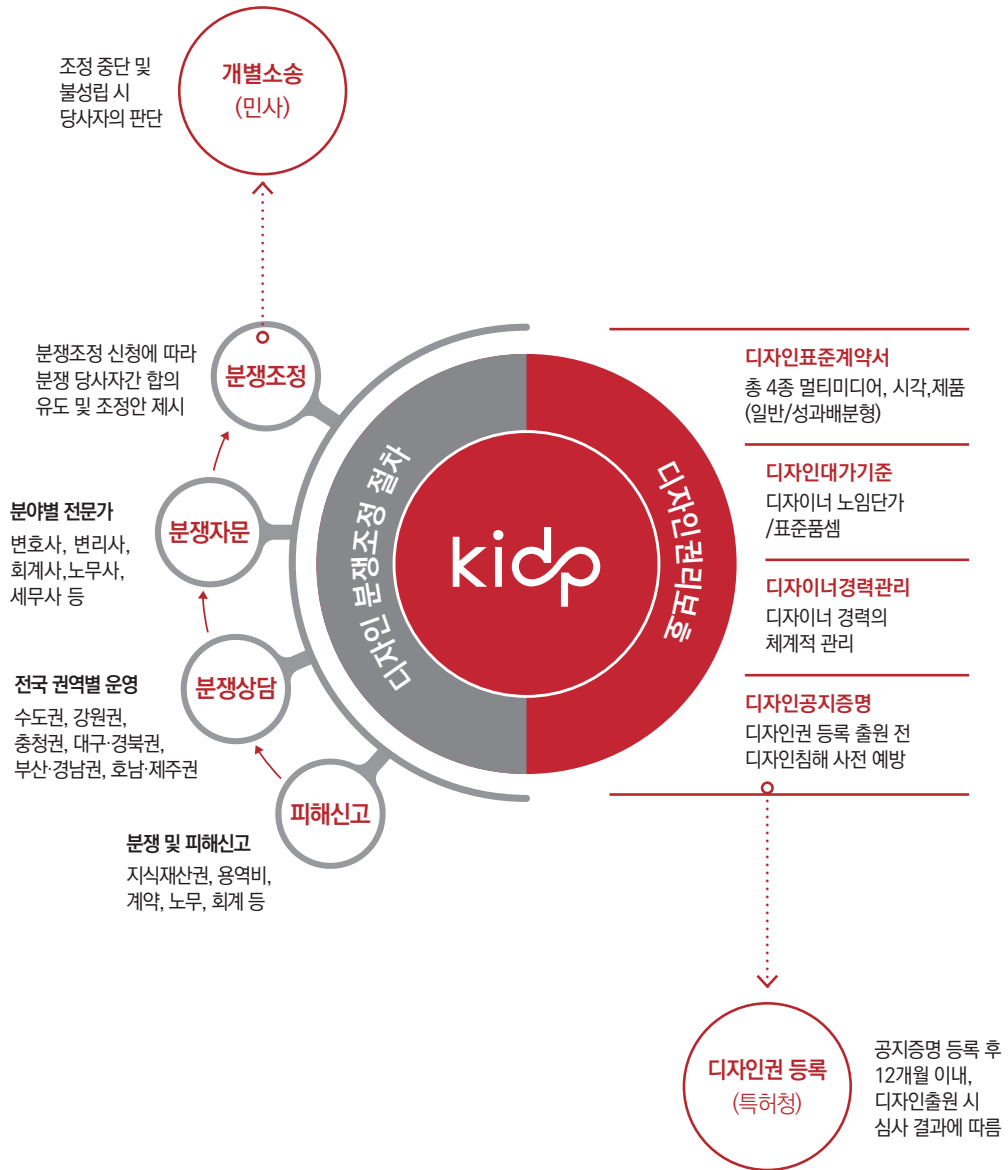 조정 중단 및
불성립 시
당사자의 판단
개별소송
(민사)
분쟁조정 신청에 따라
분쟁 당사자간 합의
유도 및 조정안 제시
분쟁조정
분야별 전문가
변호사, 변리사,
회계사,노무사,
세무사 등
분쟁자문
전국 권역별 운영
수도권, 강원권,
충청권, 대구·경북권,
부산·경남권, 호남·제주권
분쟁상담
분쟁 및 피해신고
지식재산권, 용역비,
계약, 노무, 회계 등
피해신고
디자인 분쟁조정 절차
kidp
디자인권리보호
디자인표준계약서
총 4종 멀티미디어, 시각,제품
(일반/성과배분형)
디자인대가기준
디자이너 노임단가
/표준품셈
디자이너경력관리
디자이너 경력의
체계적 관리
디자인공지증명
디자인권 등록 출원 전
디자인침해 사전 예방
디자인권 등록
(특허청)
공지증명 등록 후
12개월 이내,
디자인출원 시
심사 결과에 따름